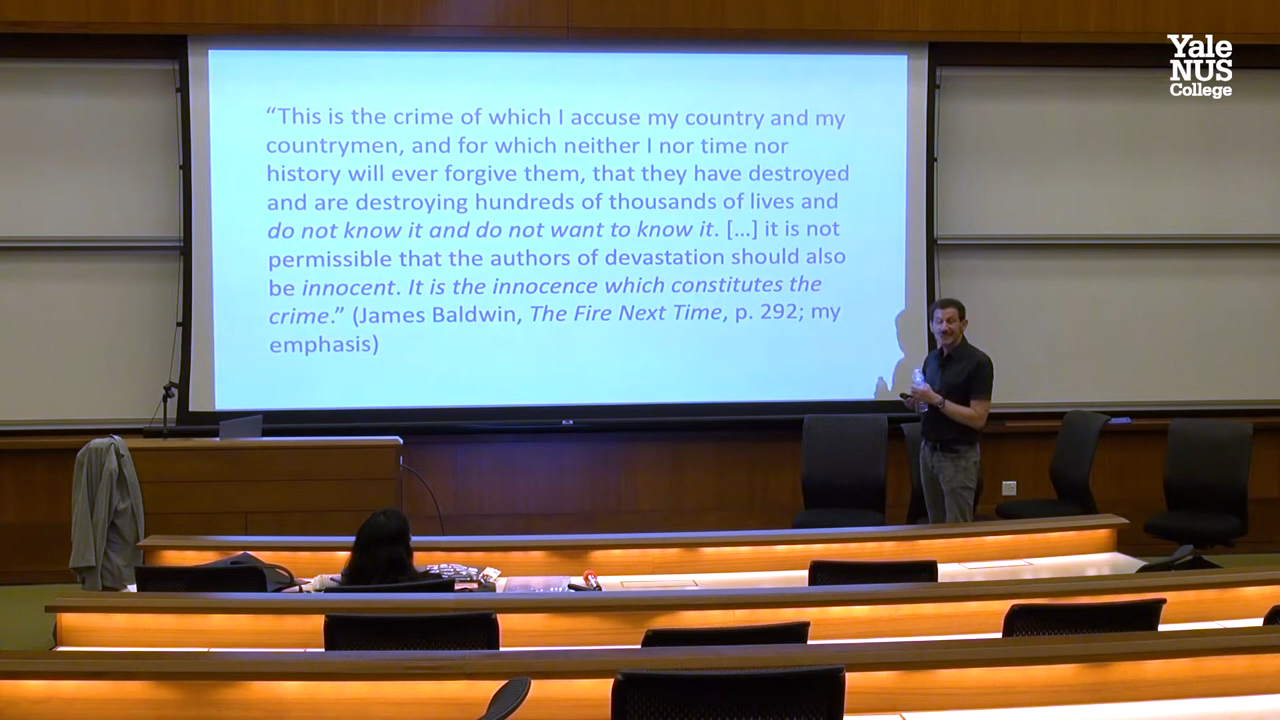 “This is the crime of which I accuse my country and my
countrymen, and for which neither I nor time nor
history will ever forgive them, that they have destroyed
and are destroying hundreds of thousands of lives and
do not know it and do not want to know it. […] it is not
permissible that the authors of devastation should also
be innocent. It is the innocence which constitutes the
crime.” (James Baldwin, The Fire Next Time, p. 292; my
emphasis)
Yale
NUS
College